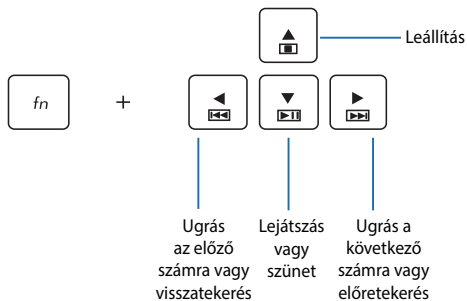 Leállítás
fn +
Ugrás
az előző
számra vagy
visszatekerés
Lejátszás
vagy
szünet
Ugrás a
következő
számra vagy
előretekerés